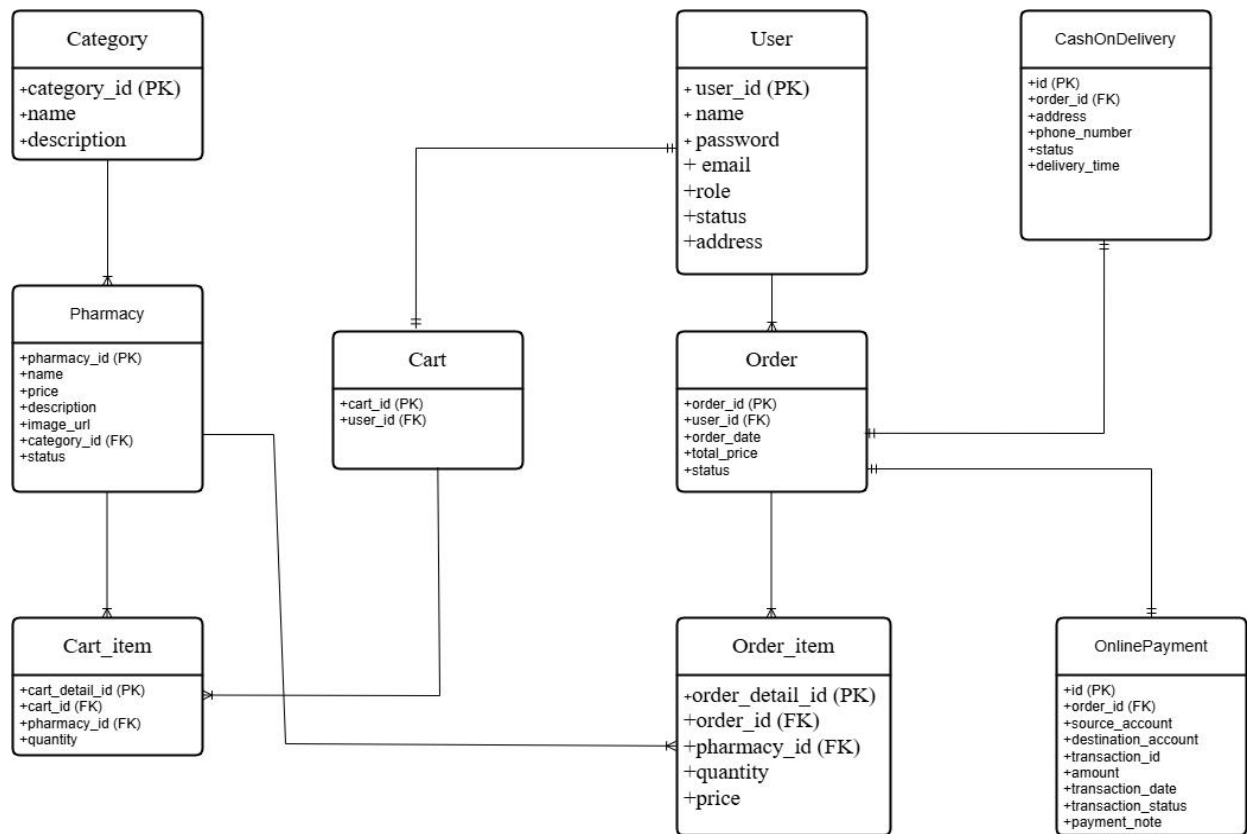 Category
+category_id (PK)
+name
+description
User
+ user_id (PK)
+ name
+ password
+ email
+role
+status
+address
CashOnDelivery
+id (PK)
+order_id (FK)
+address
+phone_number
+status
+delivery_time
Pharmacy
+pharmacy_id (PK)
+name
+price
+description
+image_url
+category_id (FK)
+status
Cart
+cart_id (PK)
+user_id (FK)
Order
+order_id (PK)
+user_id (FK)
+order_date
+total_price
+status
Cart_item
+cart_detail_id (PK)
+cart_id (FK)
+pharmacy_id (FK)
+quantity
Order_item
+order_detail_id (PK)
+order_id (FK)
+pharmacy_id (FK)
+quantity
+price
OnlinePayment
+id (PK)
+order_id (FK)
+source_account
+destination_account
+transaction_id
+amount
+transaction_date
+transaction_status
+payment_note